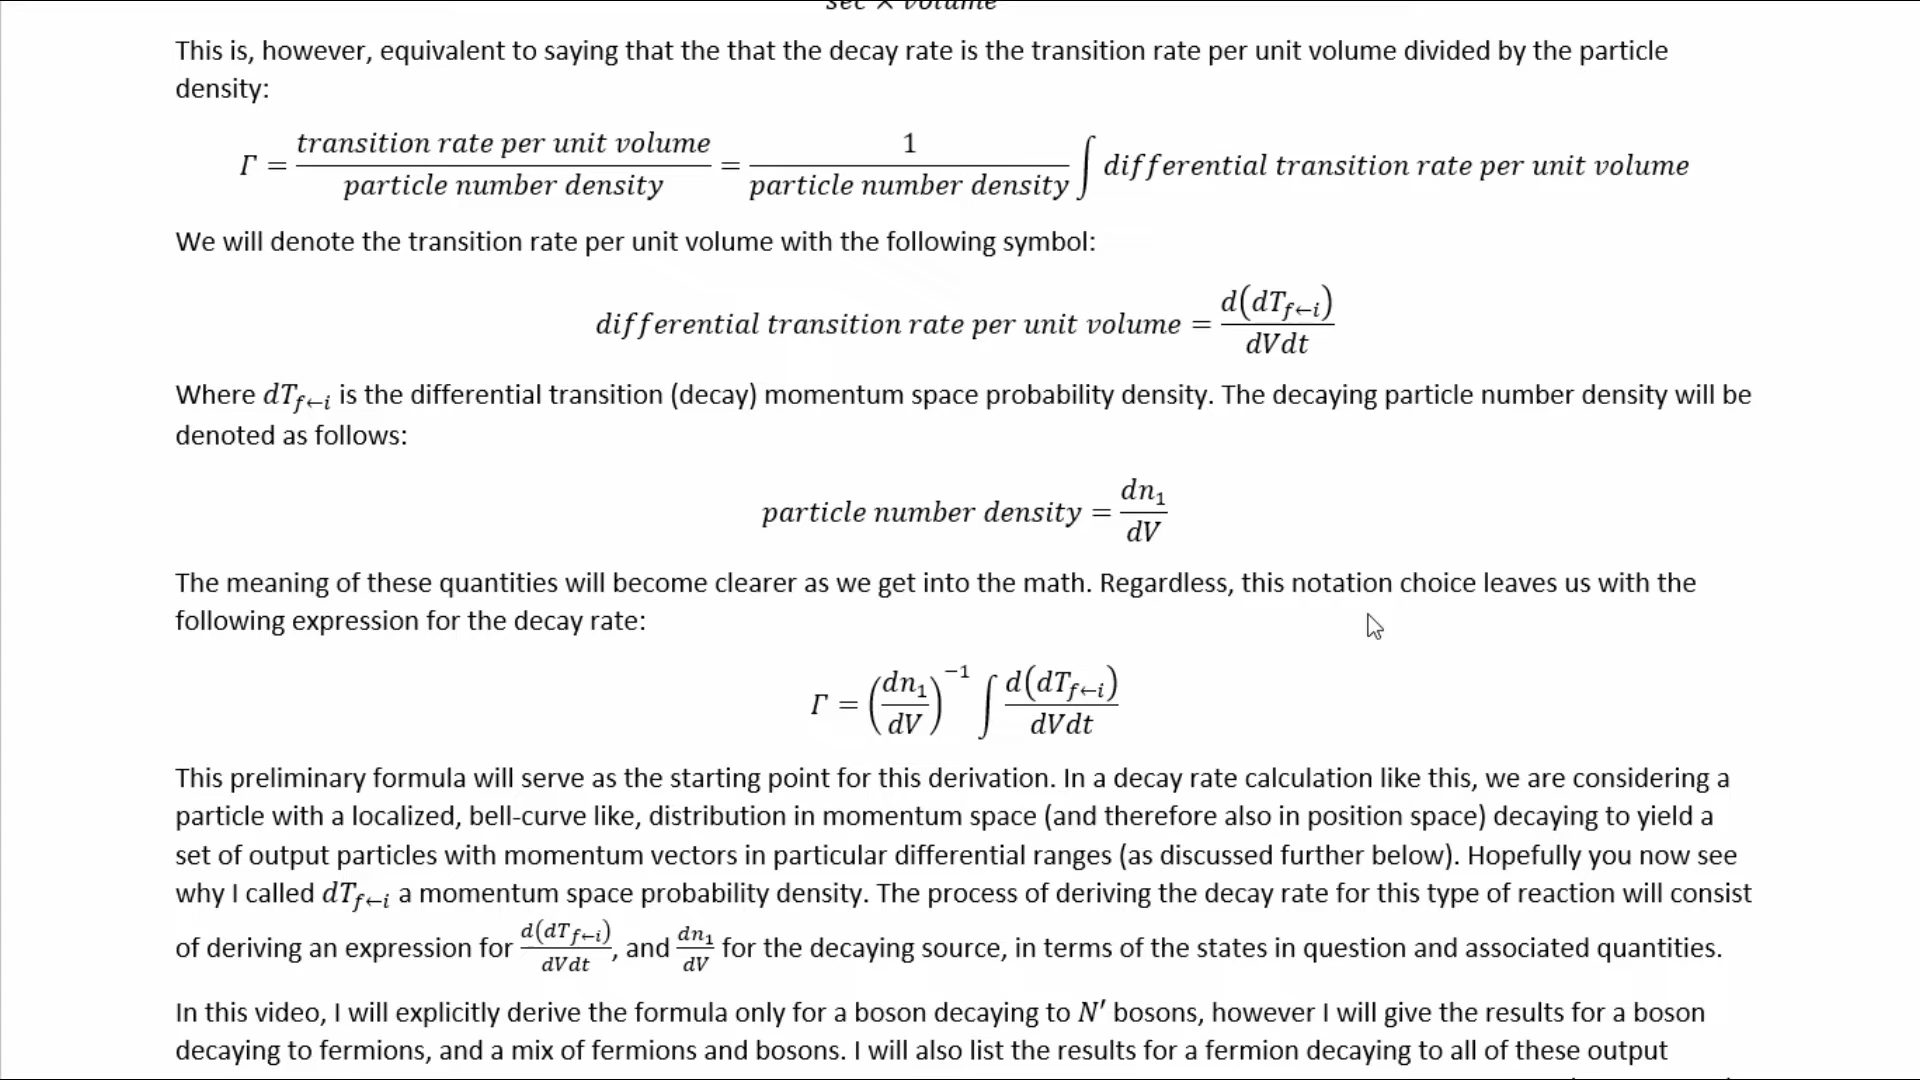 sec × volume
This is, however, equivalent to saying that the that the decay rate is the transition rate per unit volume divided by the particle
density:
Γ = transition rate per unit volume / particle number density = 1 / particle number density ∫ differential transition rate per unit volume
We will denote the transition rate per unit volume with the following symbol:
differential transition rate per unit volume = d(dT_{f←i}) / dVdt
Where dT_{f←i} is the differential transition (decay) momentum space probability density. The decaying particle number density will be
denoted as follows:
particle number density = dn₁ / dV
The meaning of these quantities will become clearer as we get into the math. Regardless, this notation choice leaves us with the
following expression for the decay rate:
Γ = (dn₁ / dV)⁻¹ ∫ d(dT_{f←i}) / dVdt
This preliminary formula will serve as the starting point for this derivation. In a decay rate calculation like this, we are considering a
particle with a localized, bell-curve like, distribution in momentum space (and therefore also in position space) decaying to yield a
set of output particles with momentum vectors in particular differential ranges (as discussed further below). Hopefully you now see
why I called dT_{f←i} a momentum space probability density. The process of deriving the decay rate for this type of reaction will consist
of deriving an expression for d(dT_{f←i}) / dVdt, and dn₁ / dV for the decaying source, in terms of the states in question and associated quantities.
In this video, I will explicitly derive the formula only for a boson decaying to N′ bosons, however I will give the results for a boson
decaying to fermions, and a mix of fermions and bosons. I will also list the results for a fermion decaying to all of these output